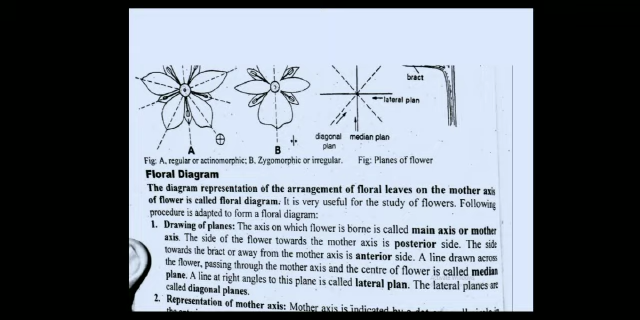 bract
lateral plan
diagonal plan
median plan
A
B
Fig: A, regular or actinomorphic; B, Zygomorphic or irregular. Fig: Planes of flower
Floral Diagram
The diagram representation of the arrangement of floral leaves on the mother axis
of flower is called floral diagram. It is very useful for the study of flowers. Following
procedure is adapted to form a floral diagram:
1. Drawing of planes: The axis on which flower is borne is called main axis or mother
axis. The side of the flower towards the mother axis is posterior side. The side
towards the bract or away from the mother axis is anterior side. A line drawn across
the flower, passing through the mother axis and the centre of flower is called median
plane. A line at right angles to this plane is called lateral plan. The lateral planes are
called diagonal planes.
2. Representation of mother axis: Mother axis is indicated by a